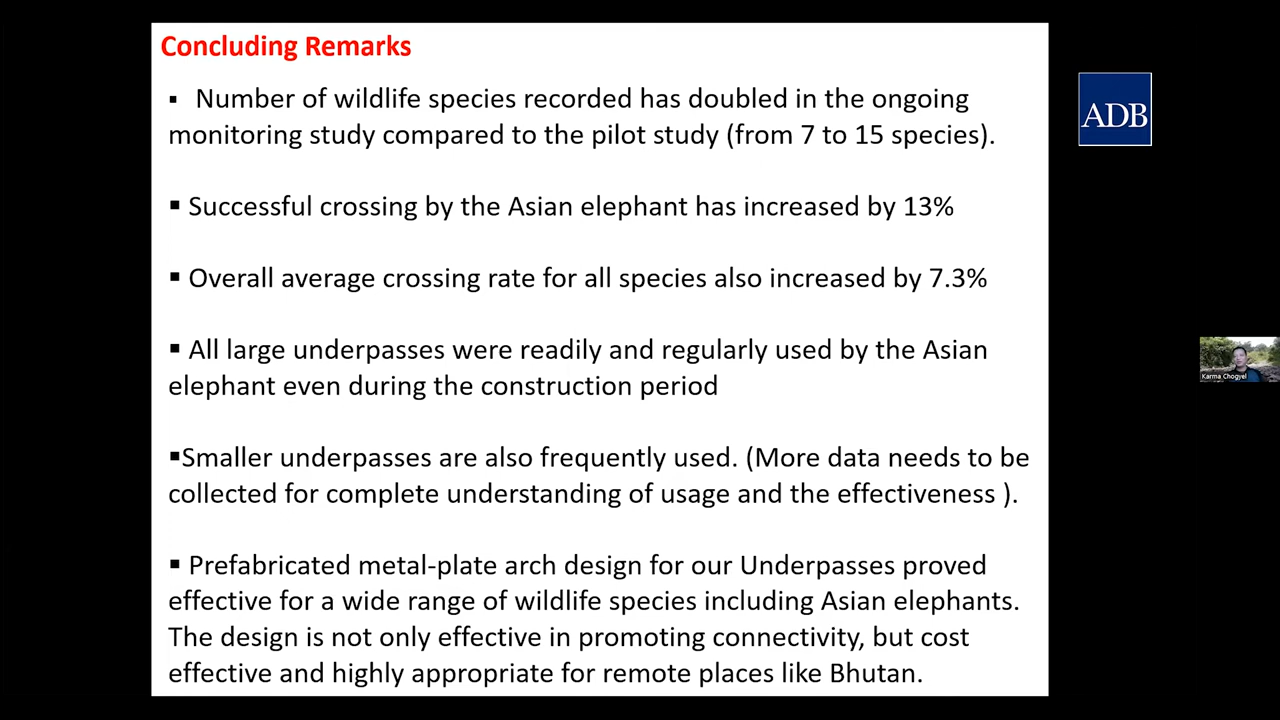 Concluding Remarks
▪ Number of wildlife species recorded has doubled in the ongoing
monitoring study compared to the pilot study (from 7 to 15 species).
▪ Successful crossing by the Asian elephant has increased by 13%
▪ Overall average crossing rate for all species also increased by 7.3%
▪ All large underpasses were readily and regularly used by the Asian
elephant even during the construction period
▪Smaller underpasses are also frequently used. (More data needs to be
collected for complete understanding of usage and the effectiveness ).
▪ Prefabricated metal-plate arch design for our Underpasses proved
effective for a wide range of wildlife species including Asian elephants.
The design is not only effective in promoting connectivity, but cost
effective and highly appropriate for remote places like Bhutan.
ADB
Karma Chogyel